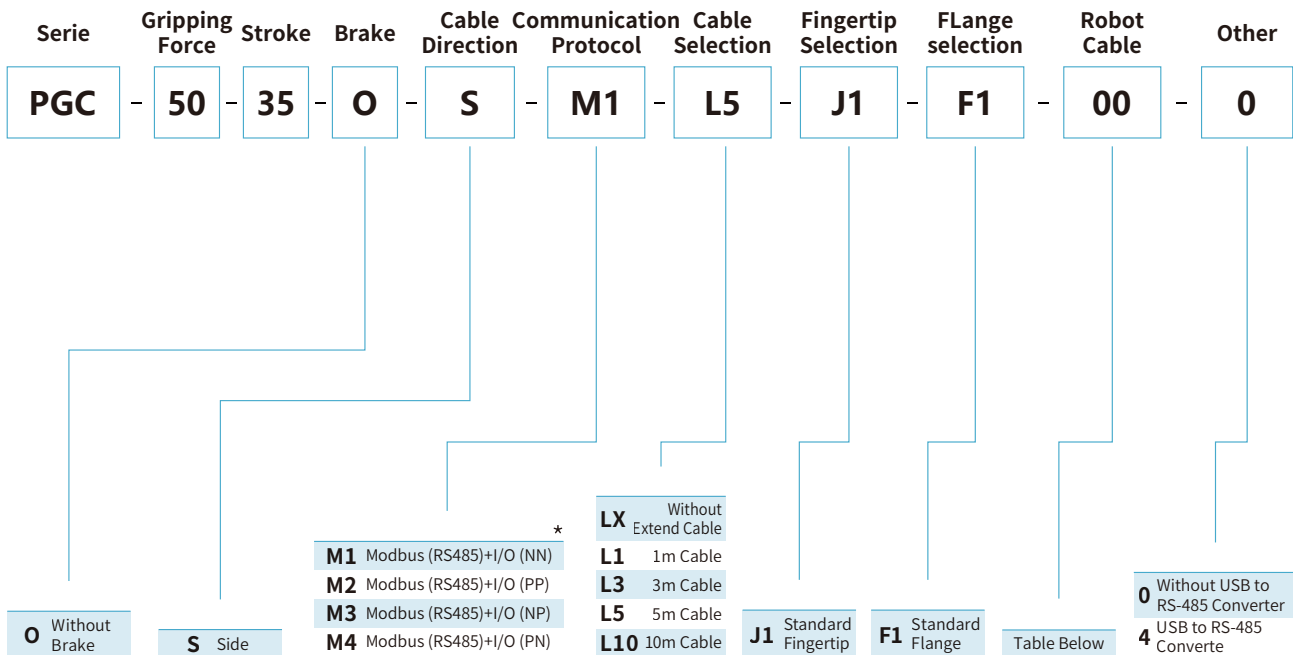 Serie
Gripping
Force
Stroke
Brake
Cable
Direction
Communication
Protocol
Cable
Selection
Fingertip
Selection
FLange
selection
Robot
Cable
Other
PGC - 50 - 35 - O - S - M1 - L5 - J1 - F1 - 00 - 0
O Without
Brake
S Side
*
M1 Modbus (RS485)+I/O (NN)
M2 Modbus (RS485)+I/O (PP)
M3 Modbus (RS485)+I/O (NP)
M4 Modbus (RS485)+I/O (PN)
LX Without
Extend Cable
L1 1m Cable
L3 3m Cable
L5 5m Cable
L10 10m Cable
J1 Standard
Fingertip
F1 Standard
Flange
Table Below
0 Without USB to
RS-485 Converter
4 USB to RS-485
Converte